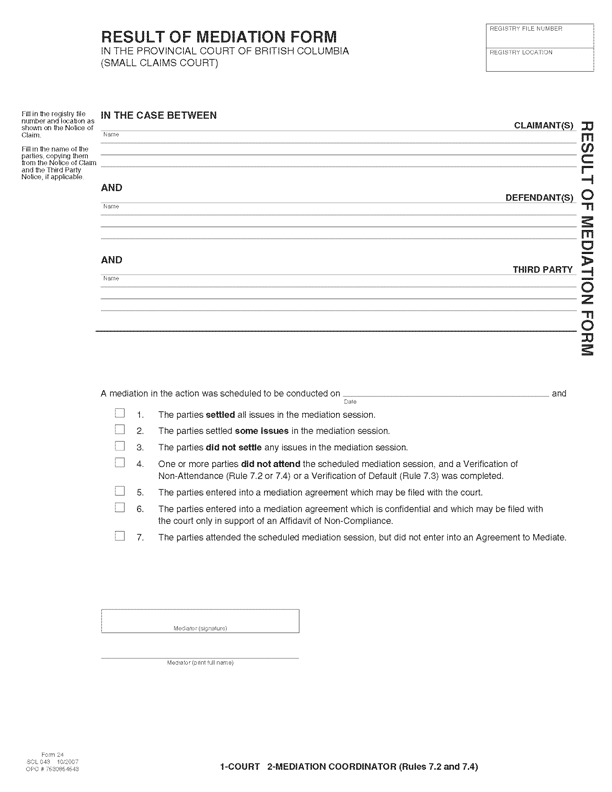 RESULT OF MEDIATION FORM
IN THE PROVINCIAL COURT OF BRITISH COLUMBIA
(SMALL CLAIMS COURT)
REGISTRY FILE NUMBER
REGISTRY LOCATION
Fill in the registry file
number and location as
shown on the Notice of
Claim.
Fill in the name of the
parties, copying them
from the Notice of Claim
and the Third Party
Notice, if applicable
IN THE CASE BETWEEN
CLAIMANT(S)
Name
AND
DEFENDANT(S)
Name
AND
THIRD PARTY
Name
RESULT OF MEDIATION FORM
A mediation in the action was scheduled to be conducted on and
Date
1. The parties settled all issues in the mediation session.
2. The parties settled some issues in the mediation session.
3. The parties did not settle any issues in the mediation session.
4. One or more parties did not attend the scheduled mediation session, and a Verification of
Non-Attendance (Rule 7.2 or 7.4) or a Verification of Default (Rule 7.3) was completed.
5. The parties entered into a mediation agreement which may be filed with the court.
6. The parties entered into a mediation agreement which is confidential and which may be filed with
the court only in support of an Affidavit of Non-Compliance.
7. The parties attended the scheduled mediation session, but did not enter into an Agreement to Mediate.
Mediator (signature)
Mediator (print full name)
Form 24
SCL 043 10/2007
OPC #
1-COURT 2-MEDIATION COORDINATOR (Rules 7.2 and 7.4)